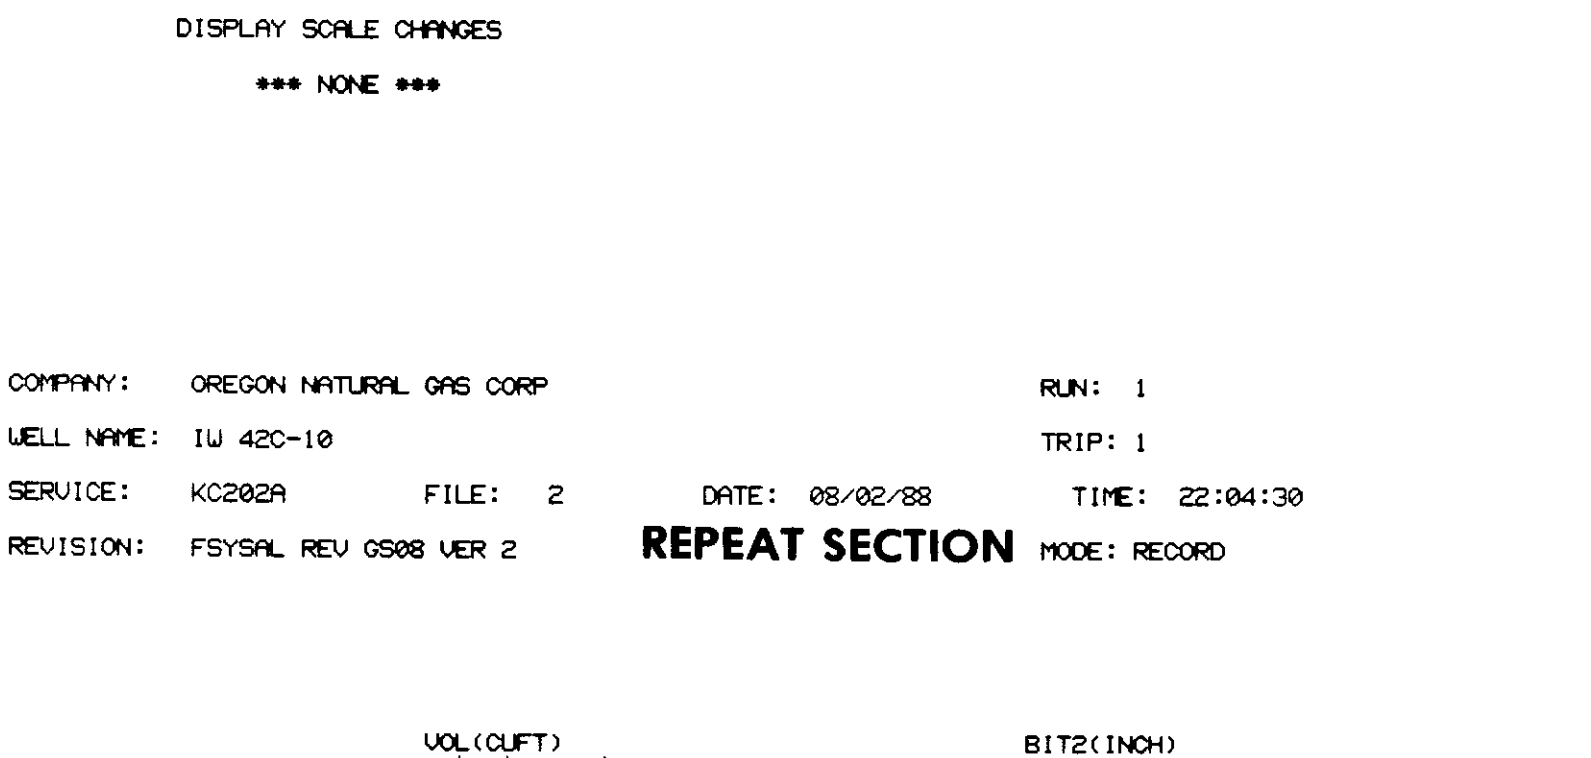 DISPLAY SCALE CHANGES
*** NONE ***
COMPANY: OREGON NATURAL GAS CORP RUN: 1
WELL NAME: IW 42C-10 TRIP: 1
SERVICE: KC202A FILE: 2 DATE: 08/02/88 TIME: 22:04:30
REVISION: FSYSAL REV GS08 VER 2 REPEAT SECTION MODE: RECORD
VOL(CUFT) BIT2(INCH)